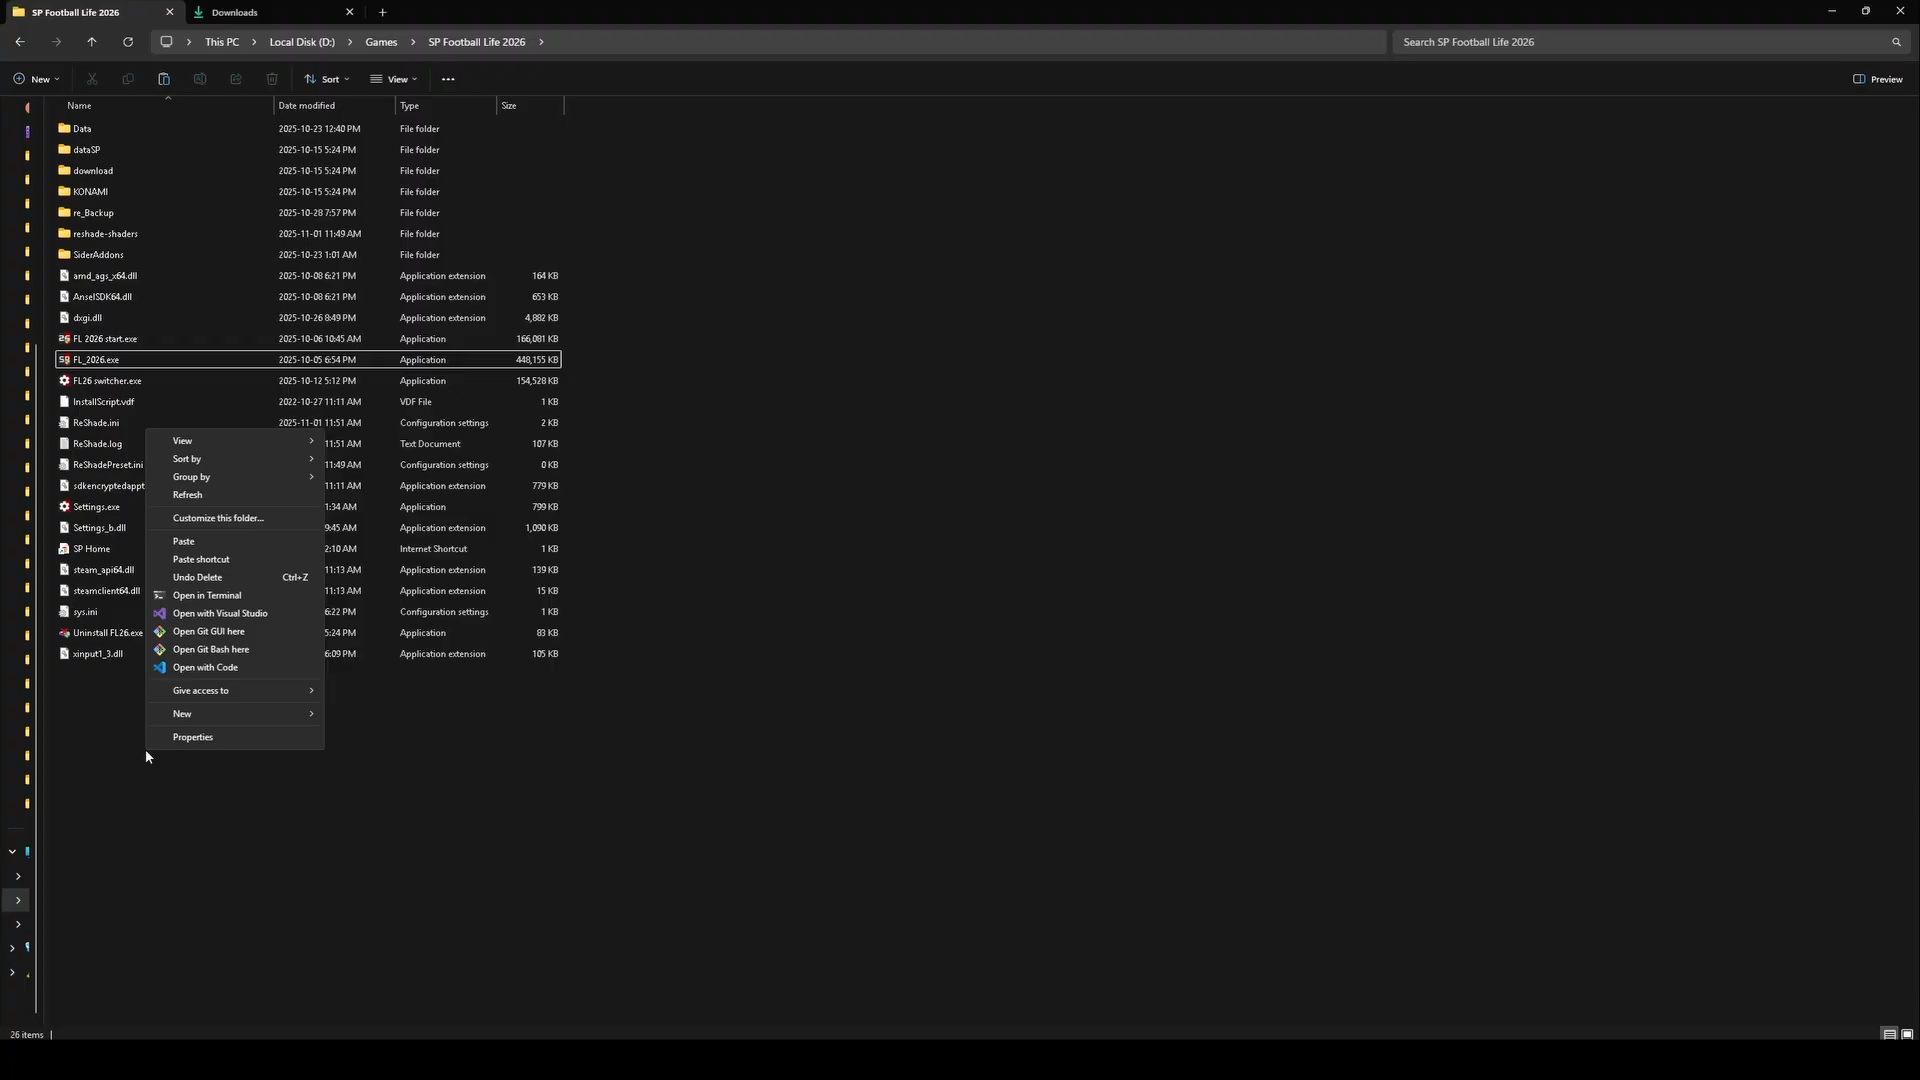 SP Football Life 2026
Downloads
This PC > Local Disk (D:) > Games > SP Football Life 2026 >
Search SP Football Life 2026
New
Sort
View
Preview
Name Date modified Type Size
Data 2025-10-23 12:40 PM File folder
dataSP 2025-10-15 5:24 PM File folder
download 2025-10-15 5:24 PM File folder
KONAMI 2025-10-15 5:24 PM File folder
re_Backup 2025-10-28 7:57 PM File folder
reshade-shaders 2025-11-01 11:49 AM File folder
SiderAddons 2025-10-23 1:01 AM File folder
amd_ags_x64.dll 2025-10-08 6:21 PM Application extension 164 KB
AnselSDK64.dll 2025-10-08 6:21 PM Application extension 653 KB
dxgi.dll 2025-10-26 8:49 PM Application extension 4,882 KB
FL 2026 start.exe 2025-10-06 10:45 AM Application 166,081 KB
FL_2026.exe 2025-10-05 6:54 PM Application 448,155 KB
FL26 switcher.exe 2025-10-12 5:12 PM Application 154,528 KB
InstallScript.vdf 2022-10-27 11:11 AM VDF File 1 KB
ReShade.ini 2025-11-01 11:51 AM Configuration settings 2 KB
ReShade.log 11:51 AM Text Document 107 KB
ReShadePreset.ini 11:49 AM Configuration settings 0 KB
sdkencryptedappt 11:11 AM Application extension 779 KB
Settings.exe 1:34 AM Application 799 KB
Settings_b.dll 9:45 AM Application extension 1,090 KB
SP Home 2:10 AM Internet Shortcut 1 KB
steam_api64.dll 11:13 AM Application extension 139 KB
steamclient64.dll 11:13 AM Application extension 15 KB
sys.ini 6:22 PM Configuration settings 1 KB
Uninstall FL26.exe 5:24 PM Application 83 KB
xinput1_3.dll 6:09 PM Application extension 105 KB
View
Sort by
Group by
Refresh
Customize this folder...
Paste
Paste shortcut
Undo Delete Ctrl+Z
Open in Terminal
Open with Visual Studio
Open Git GUI here
Open Git Bash here
Open with Code
Give access to
New
Properties
26 items